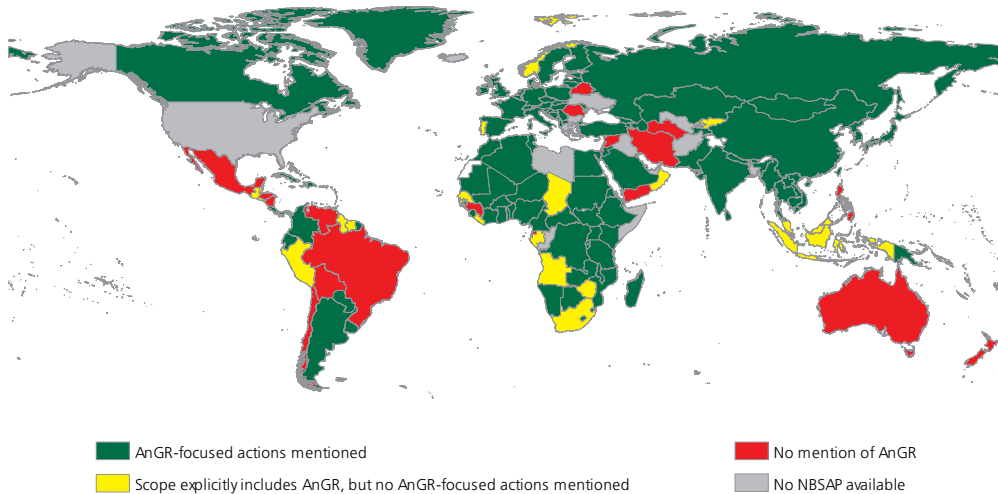 AnGR-focused actions mentioned
No mention of AnGR
Scope explicitly includes AnGR, but no AnGR-focused actions mentioned
No NBSAP available